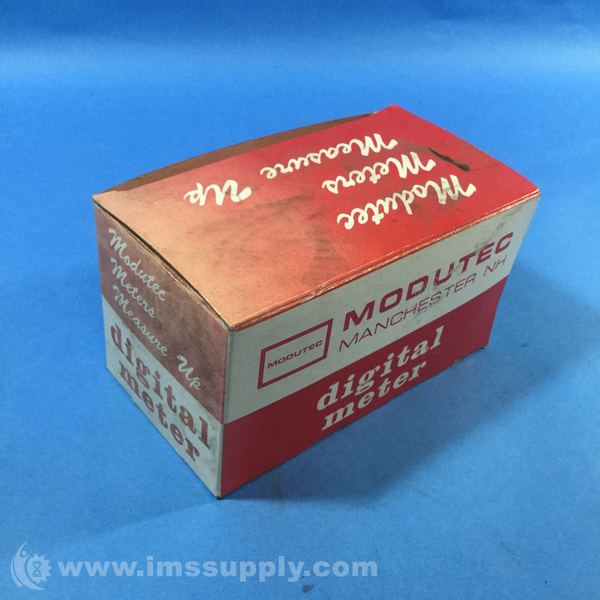 Modutec
Meters
Measure Up
Modutec
Meters
Measure Up
digital
meter
MODUTEC
MODUTEC
MANCHESTER NH
digital
meter
www.imssupply.com